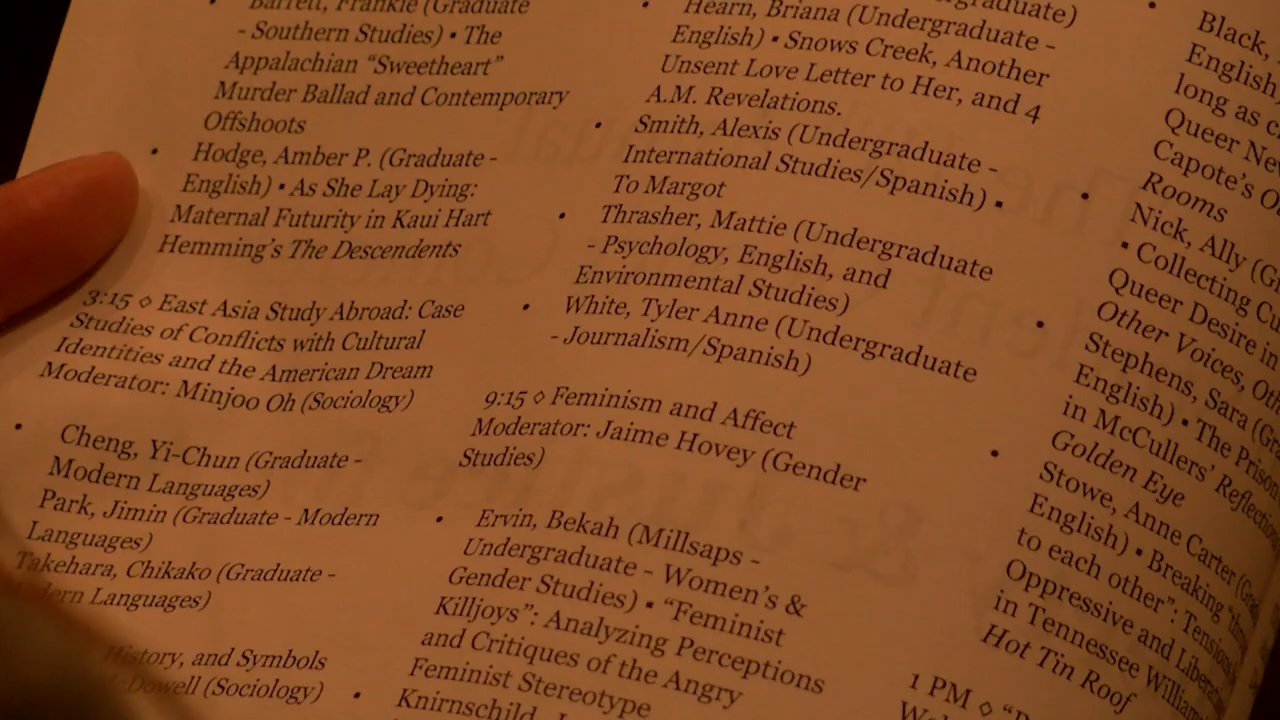 Barrett, Frankie (Graduate
- Southern Studies) ▪ The
Appalachian “Sweetheart”
Murder Ballad and Contemporary
Offshoots
• Hodge, Amber P. (Graduate -
English) ▪ As She Lay Dying:
Maternal Futurity in Kaui Hart
Hemming's The Descendents
3:15 ◊ East Asia Study Abroad: Case
Studies of Conflicts with Cultural
Identities and the American Dream
Moderator: Minjoo Oh (Sociology)
• Cheng, Yi-Chun (Graduate -
Modern Languages)
Park, Jimin (Graduate - Modern
Languages)
Takehara, Chikako (Graduate -
Modern Languages)
History, and Symbols
McDowell (Sociology)
• Hearn, Briana (Undergraduate -
English) ▪ Snows Creek, Another
Unsent Love Letter to Her, and 4
A.M. Revelations.
• Smith, Alexis (Undergraduate -
International Studies/Spanish) ▪
To Margot
• Thrasher, Mattie (Undergraduate
- Psychology, English, and
Environmental Studies)
• White, Tyler Anne (Undergraduate
- Journalism/Spanish)
9:15 ◊ Feminism and Affect
Moderator: Jaime Hovey (Gender
Studies)
• Ervin, Bekah (Millsaps -
Undergraduate - Women's &
Gender Studies) ▪ “Feminist
Killjoys”: Analyzing Perceptions
and Critiques of the Angry
Feminist Stereotype
• Knirnschild,
• Black,
English
long as
Queer
Capote's
Rooms
• Nick, Ally
▪ Collecting
Queer Desire in
Other Voices,
• Stephens, Sara
English) ▪ The
in McCullers' 
Golden Eye
• Stowe, Anne Carter
English) ▪ Breaking
to each other”:
Oppressive and
in Tennessee
Hot Tin Roof
1 PM ◊